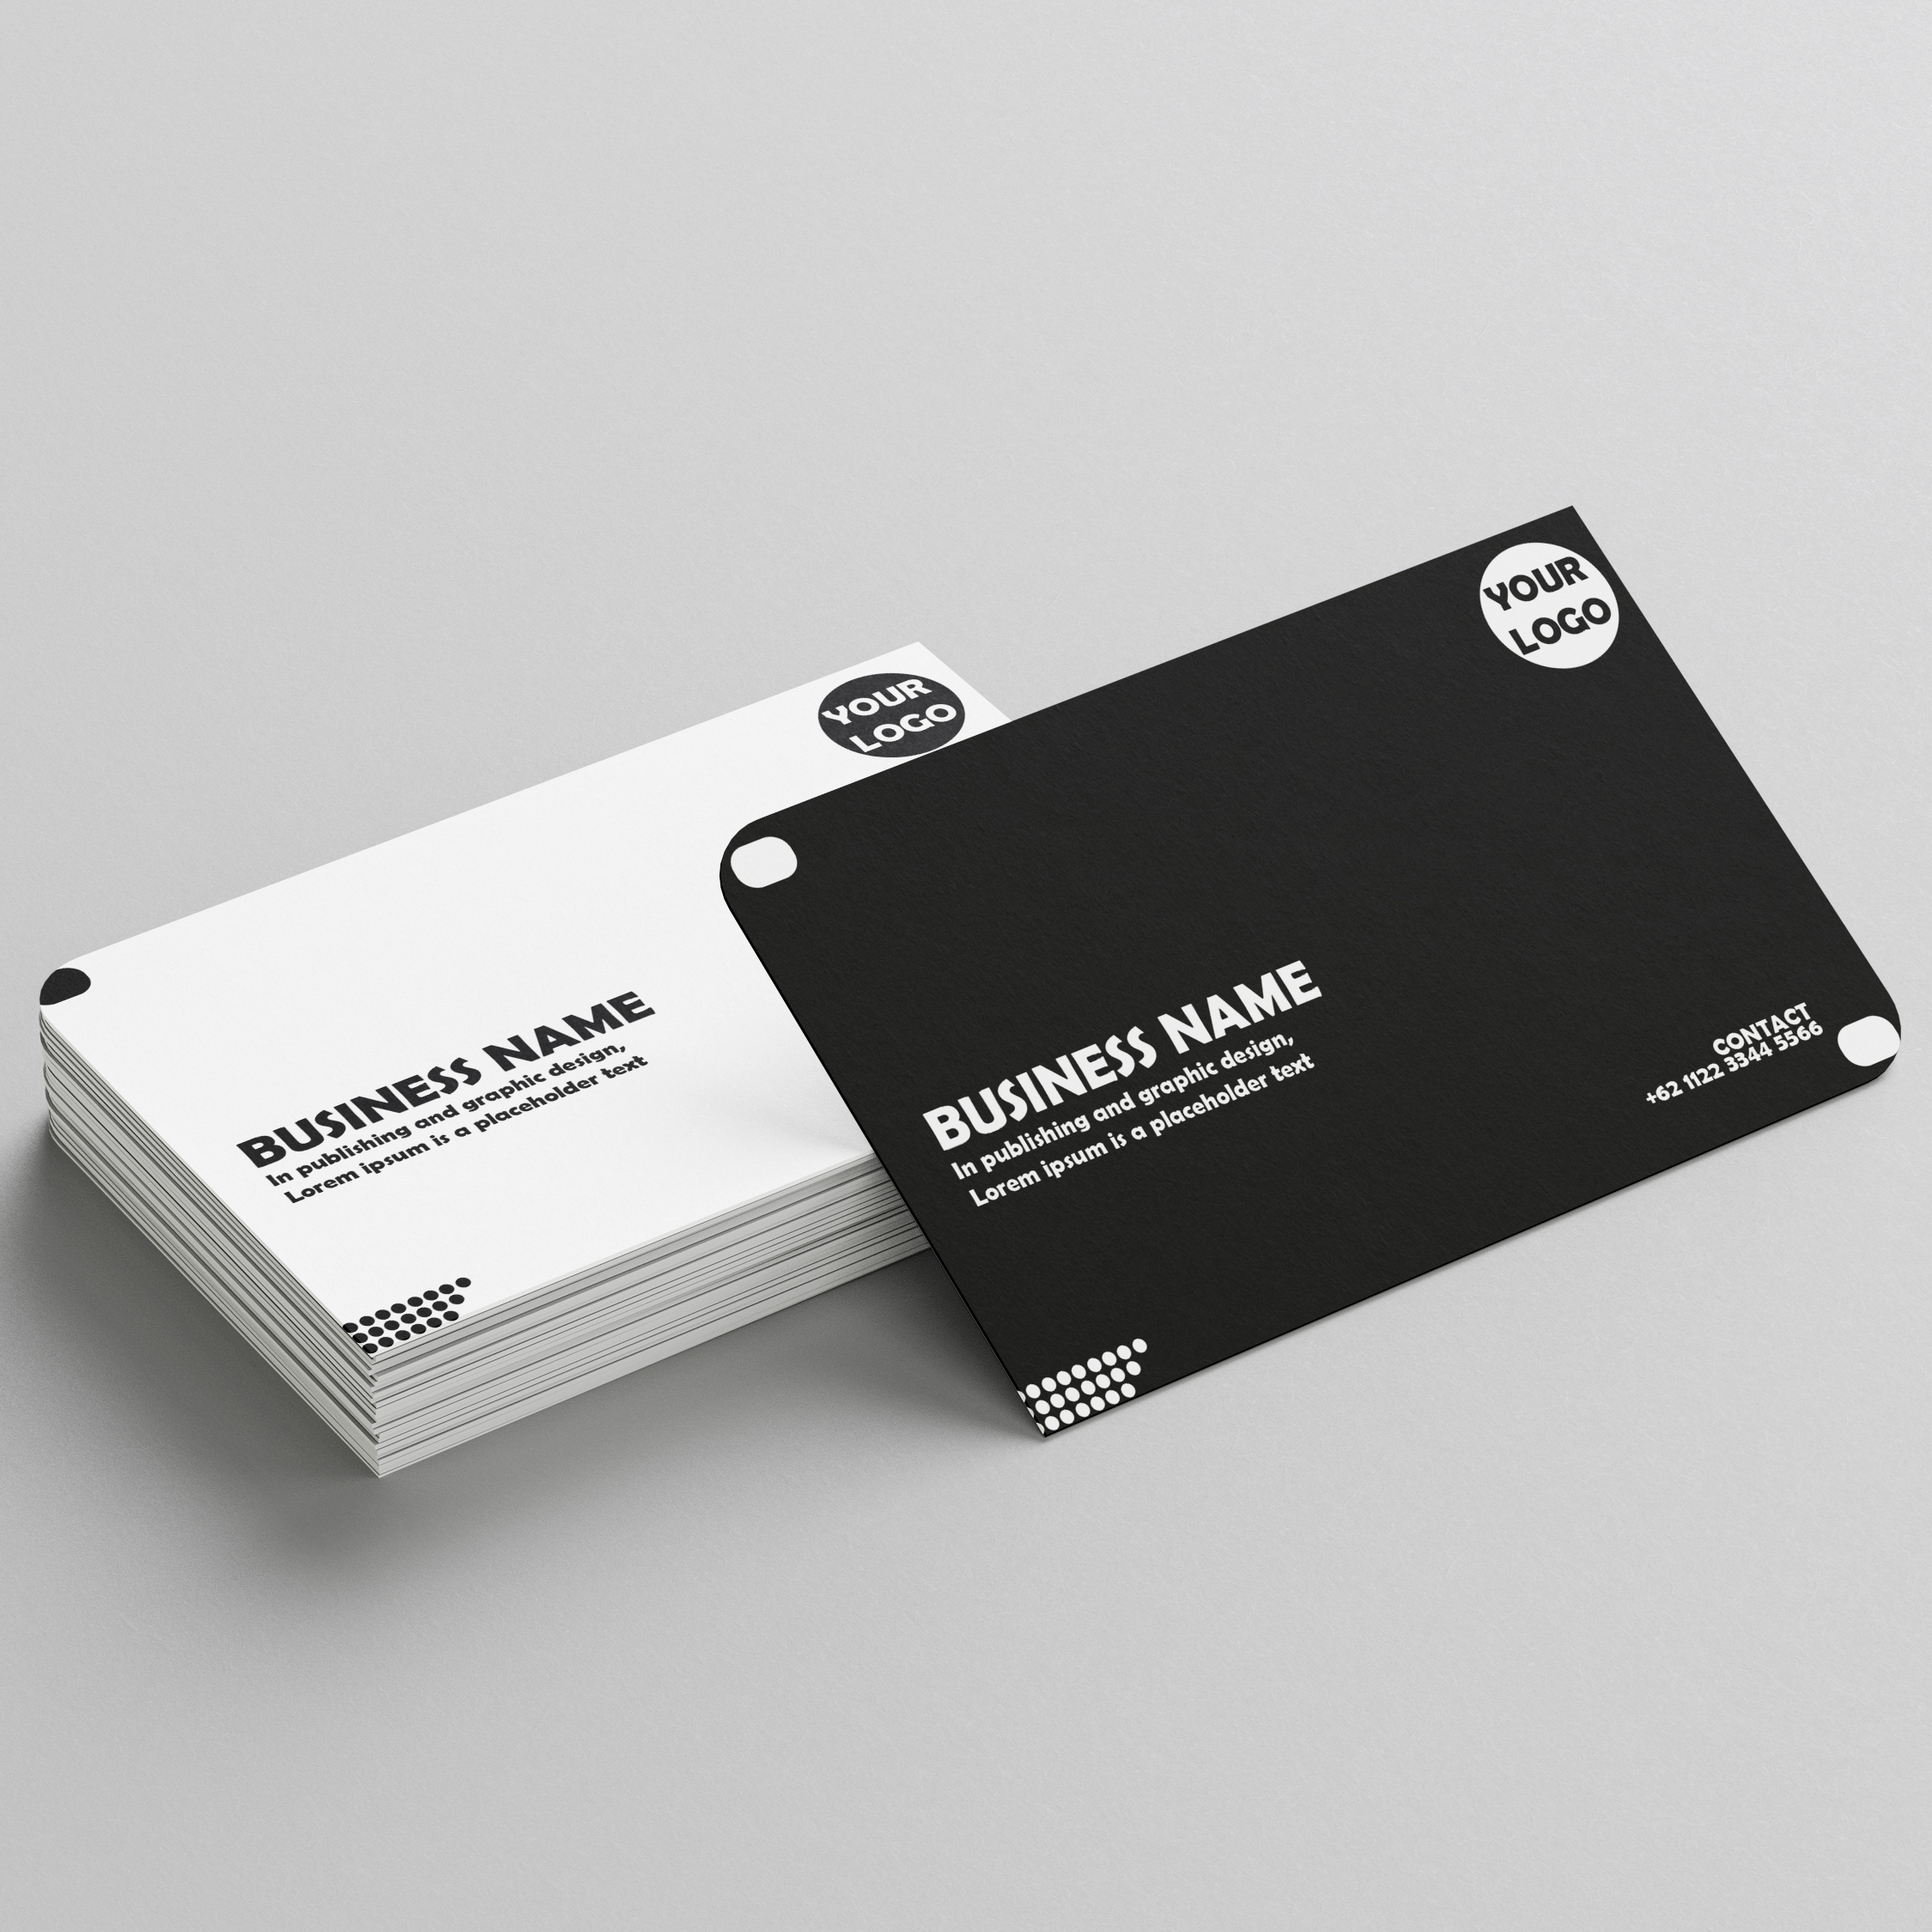 YOUR
LOGO
BUSINESS NAME
In publishing and graphic design,
Lorem ipsum is a placeholder text
YOUR
LOGO
BUSINESS NAME
In publishing and graphic design,
Lorem ipsum is a placeholder text
CONTACT
+62 1122 3344 5566